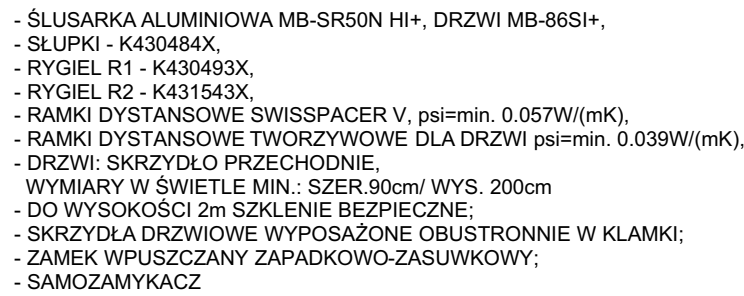 - ŚLUSARKA ALUMINIOWA MB-SR50N HI+, DRZWI MB-86SI+,
- SŁUPKI - K430484X,
- RYGIEL R1 - K430493X,
- RYGIEL R2 - K431543X,
- RAMKI DYSTANSOWE SWISSPACER V, psi=min. 0.057W/(mK),
- RAMKI DYSTANSOWE TWORZYWOWE DLA DRZWI psi=min. 0.039W/(mK),
- DRZWI: SKRZYDŁO PRZECHODNIE,
WYMIARY W ŚWIETLE MIN.: SZER.90cm/ WYS. 200cm
- DO WYSOKOŚCI 2m SZKLENIE BEZPIECZNE;
- SKRZYDŁA DRZWIOWE WYPOSAŻONE OBUSTRONNIE W KLAMKI;
- ZAMEK WPUSZCZANY ZAPADKOWO-ZASUWKOWY;
- SAMOZAMYKACZ